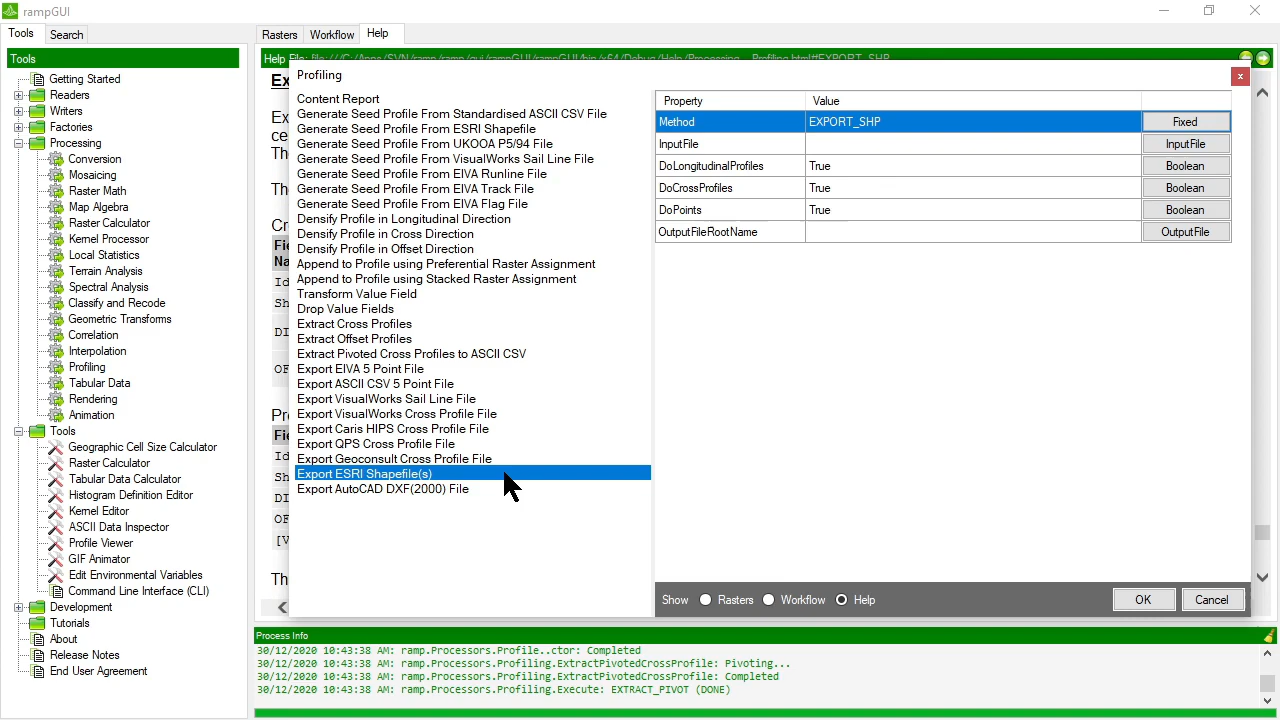 rampGUI
Tools
Search
Rasters
Workflow
Help
Tools
Getting Started
Readers
Writers
Factories
Processing
Conversion
Mosaicing
Raster Math
Map Algebra
Raster Calculator
Kernel Processor
Local Statistics
Terrain Analysis
Spectral Analysis
Classify and Recode
Geometric Transforms
Correlation
Interpolation
Profiling
Tabular Data
Rendering
Animation
Tools
Geographic Cell Size Calculator
Raster Calculator
Tabular Data Calculator
Histogram Definition Editor
Kernel Editor
ASCII Data Inspector
Profile Viewer
GIF Animator
Edit Environmental Variables
Command Line Interface (CLI)
Development
Tutorials
About
Release Notes
End User Agreement
Profiling
x
Content Report
Generate Seed Profile From Standardised ASCII CSV File
Generate Seed Profile From ESRI Shapefile
Generate Seed Profile From UKOOA P5/94 File
Generate Seed Profile From VisualWorks Sail Line File
Generate Seed Profile From EIVA Runline File
Generate Seed Profile From EIVA Track File
Generate Seed Profile From EIVA Flag File
Densify Profile in Longitudinal Direction
Densify Profile in Cross Direction
Densify Profile in Offset Direction
Append to Profile using Preferential Raster Assignment
Append to Profile using Stacked Raster Assignment
Transform Value Field
Drop Value Fields
Extract Cross Profiles
Extract Offset Profiles
Extract Pivoted Cross Profiles to ASCII CSV
Export EIVA 5 Point File
Export ASCII CSV 5 Point File
Export VisualWorks Sail Line File
Export VisualWorks Cross Profile File
Export Caris HIPS Cross Profile File
Export QPS Cross Profile File
Export Geoconsult Cross Profile File
Export ESRI Shapefile(s)
Export AutoCAD DXF(2000) File
Property Value
Method EXPORT_SHP Fixed
InputFile InputFile
DoLongitudinalProfiles True Boolean
DoCrossProfiles True Boolean
DoPoints True Boolean
OutputFileRootName OutputFile
Show Rasters Workflow Help OK Cancel
Process Info
30/12/2020 10:43:38 AM: ramp.Processors.Profile..ctor: Completed
30/12/2020 10:43:38 AM: ramp.Processors.Profiling.ExtractPivotedCrossProfile: Pivoting...
30/12/2020 10:43:38 AM: ramp.Processors.Profiling.ExtractPivotedCrossProfile: Completed
30/12/2020 10:43:38 AM: ramp.Processors.Profiling.Execute: EXTRACT_PIVOT (DONE)